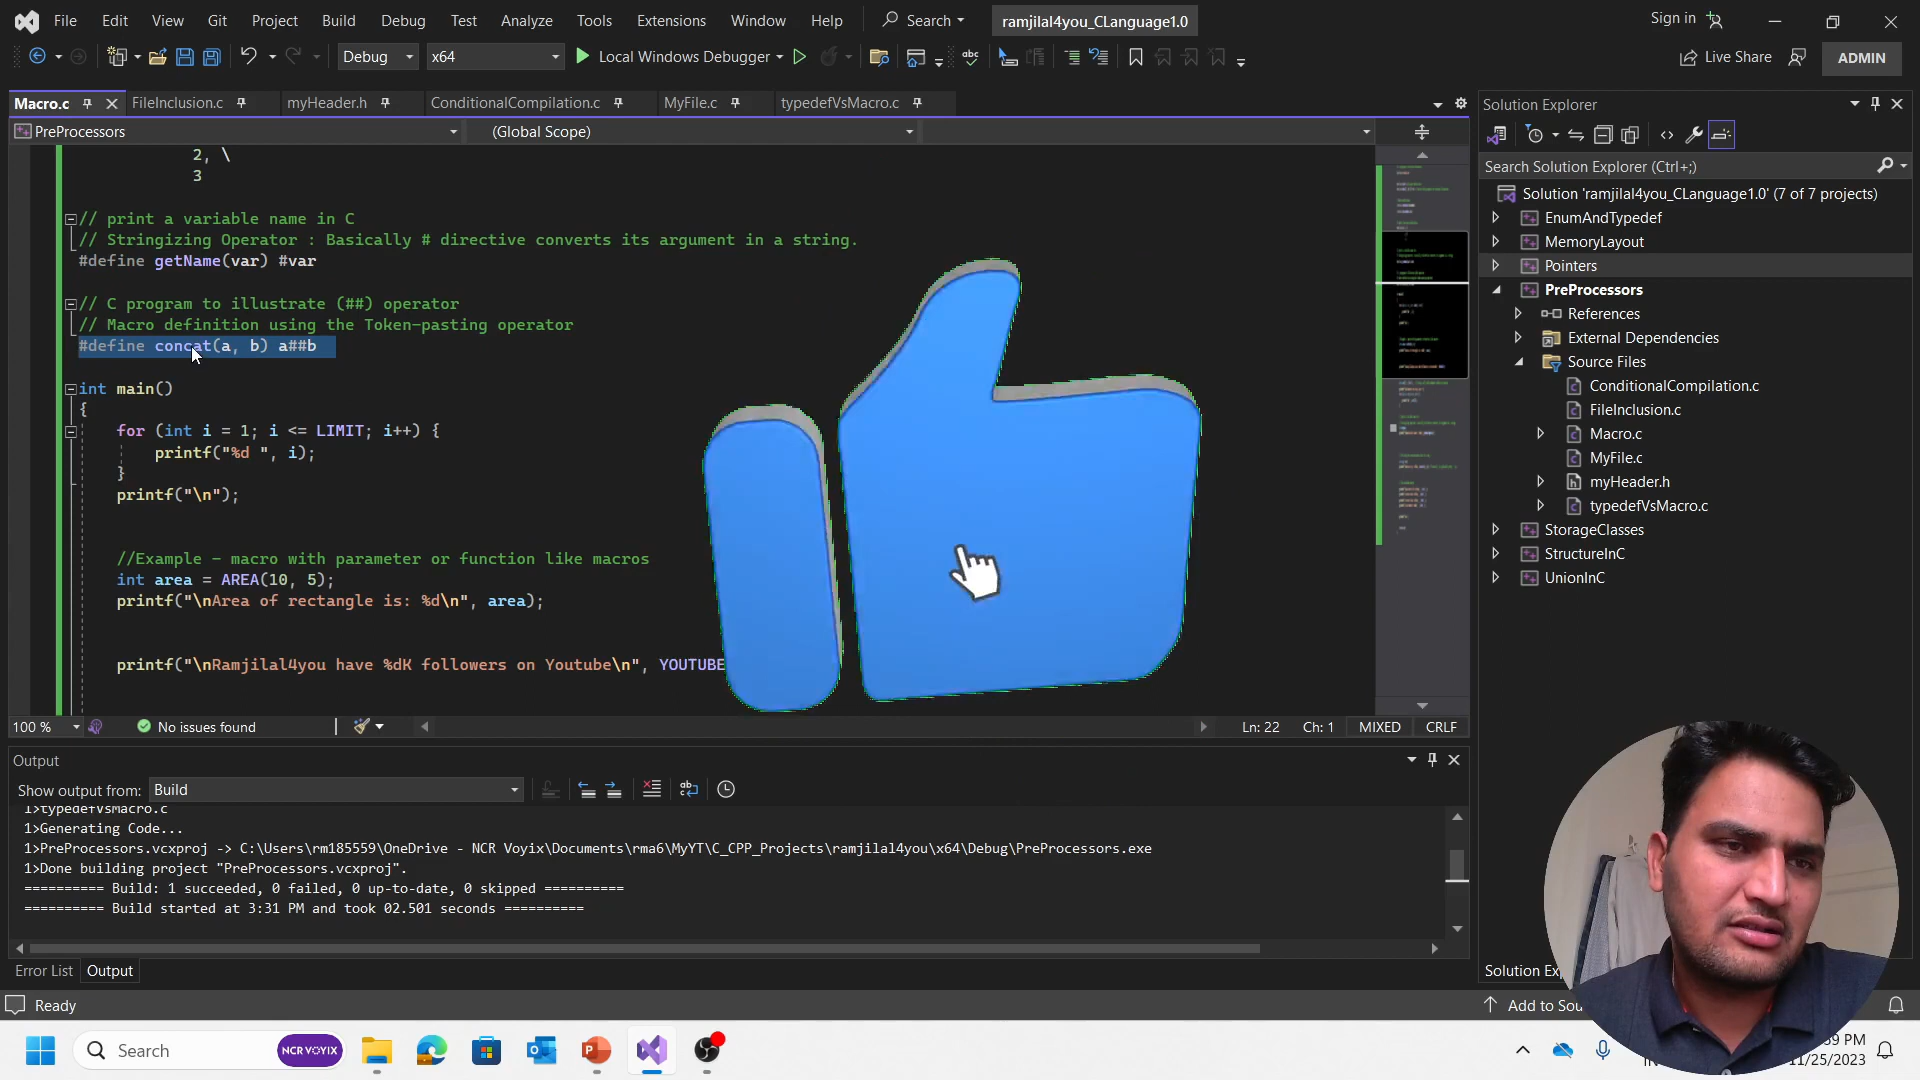 File Edit View Git Project Build Debug Test Analyze Tools Extensions Window Help Search ramjilal4you_CLanguage1.0 Sign in
Debug x64 Local Windows Debugger Live Share ADMIN
Macro.c FileInclusion.c myHeader.h ConditionalCompilation.c MyFile.c typedefVsMacro.c
PreProcessors (Global Scope)
2, \
3
// print a variable name in C
// Stringizing Operator : Basically # directive converts its argument in a string.
#define getName(var) #var
// C program to illustrate (##) operator
// Macro definition using the Token-pasting operator
#define concat(a, b) a##b
int main()
{
for (int i = 1; i <= LIMIT; i++) {
printf("%d ", i);
}
printf("\n");
//Example - macro with parameter or function like macros
int area = AREA(10, 5);
printf("\nArea of rectangle is: %d\n", area);
printf("\nRamjilal4you have %dK followers on Youtube\n", YOUTUBE
100 % No issues found Ln: 22 Ch: 1 MIXED CRLF
Output
Show output from: Build
1>typedefVsMacro.c
1>Generating Code...
1>PreProcessors.vcxproj -> C:\Users\rm185559\OneDrive - NCR Voyix\Documents\rma6\MyYT\C_CPP_Projects\ramjilal4you\x64\Debug\PreProcessors.exe
1>Done building project "PreProcessors.vcxproj".
========== Build: 1 succeeded, 0 failed, 0 up-to-date, 0 skipped ==========
========== Build started at 3:31 PM and took 02.501 seconds ==========
Error List Output
Solution Explorer
Search Solution Explorer (Ctrl+;)
Solution 'ramjilal4you_CLanguage1.0' (7 of 7 projects)
EnumAndTypedef
MemoryLayout
Pointers
PreProcessors
References
External Dependencies
Source Files
ConditionalCompilation.c
FileInclusion.c
Macro.c
MyFile.c
myHeader.h
typedefVsMacro.c
StorageClasses
StructureInC
UnionInC
Solution Exp
Ready Add to Sou
Search NCR VOYIX
PM
11/25/2023